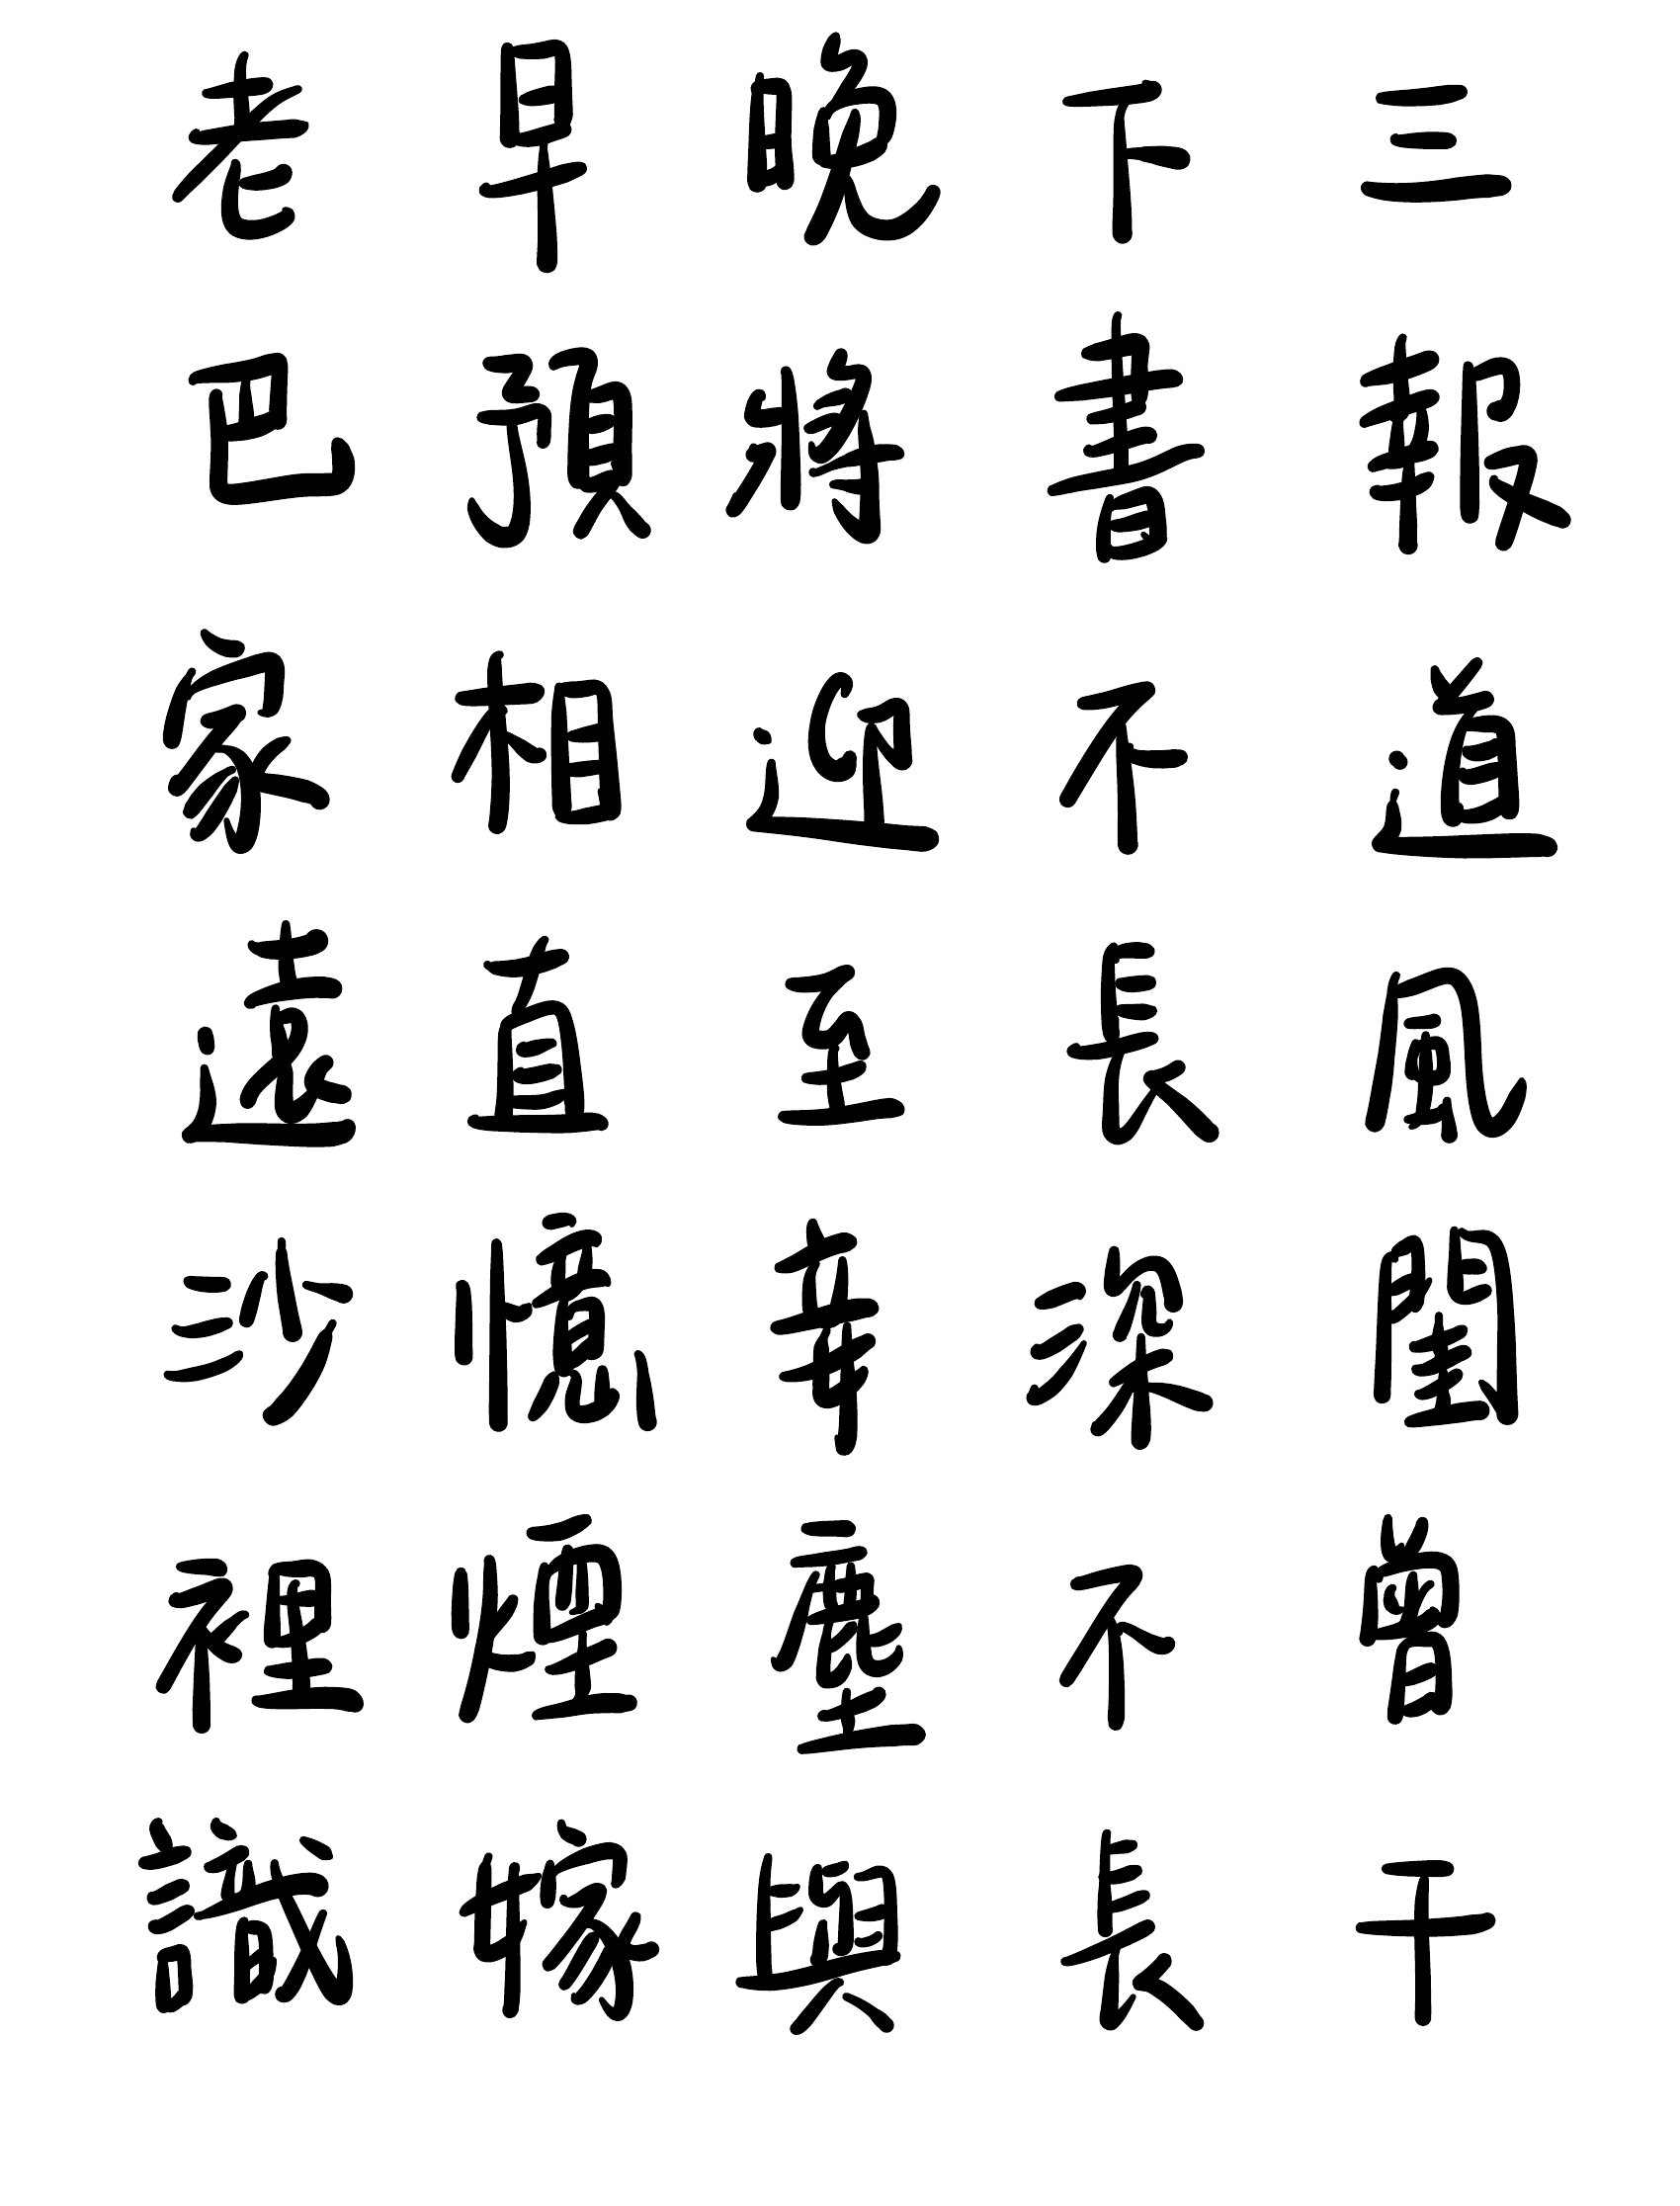 老早晚下三
巴預將書報
家相迎不道
遠直至長風
沙憶幸深閨
裡煙塵不曾
識嫁與長干